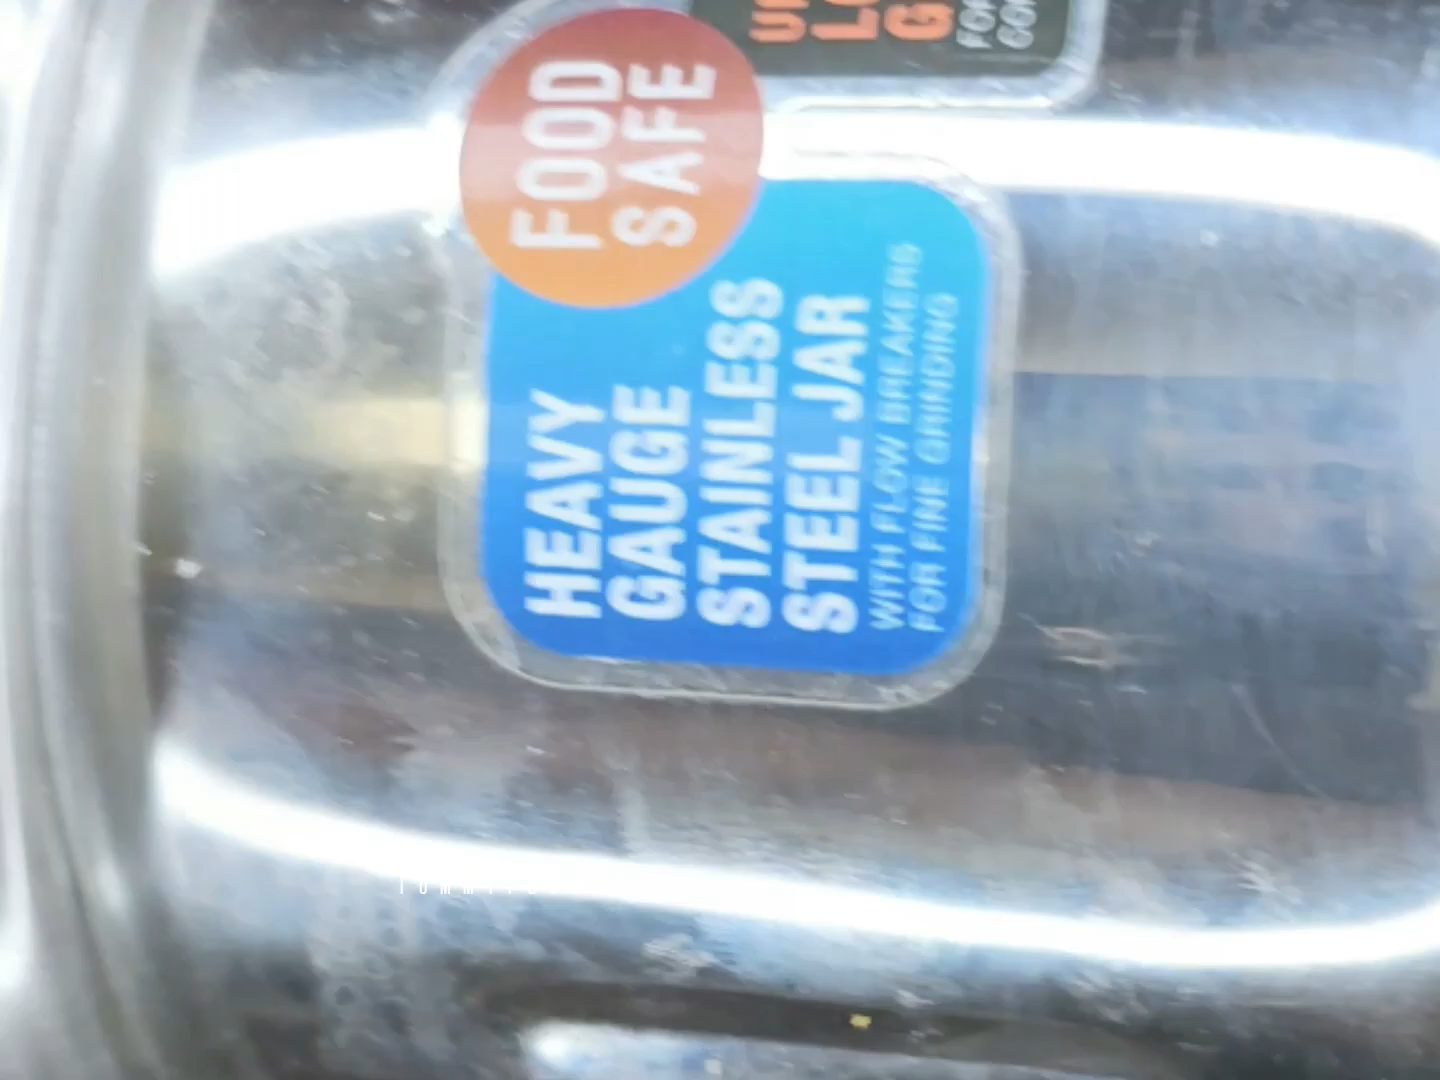 FOOD
SAFE
HEAVY
GAUGE
STAINLESS
STEEL JAR
WITH FLOW BREAKERS
FOR FINE GRINDING